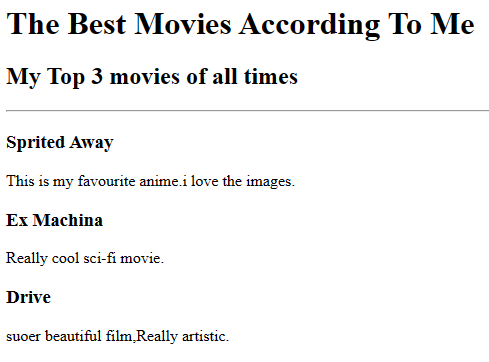 The Best Movies According To Me
My Top 3 movies of all times
Sprited Away
This is my favourite anime.i love the images.
Ex Machina
Really cool sci-fi movie.
Drive
suoer beautiful film,Really artistic.